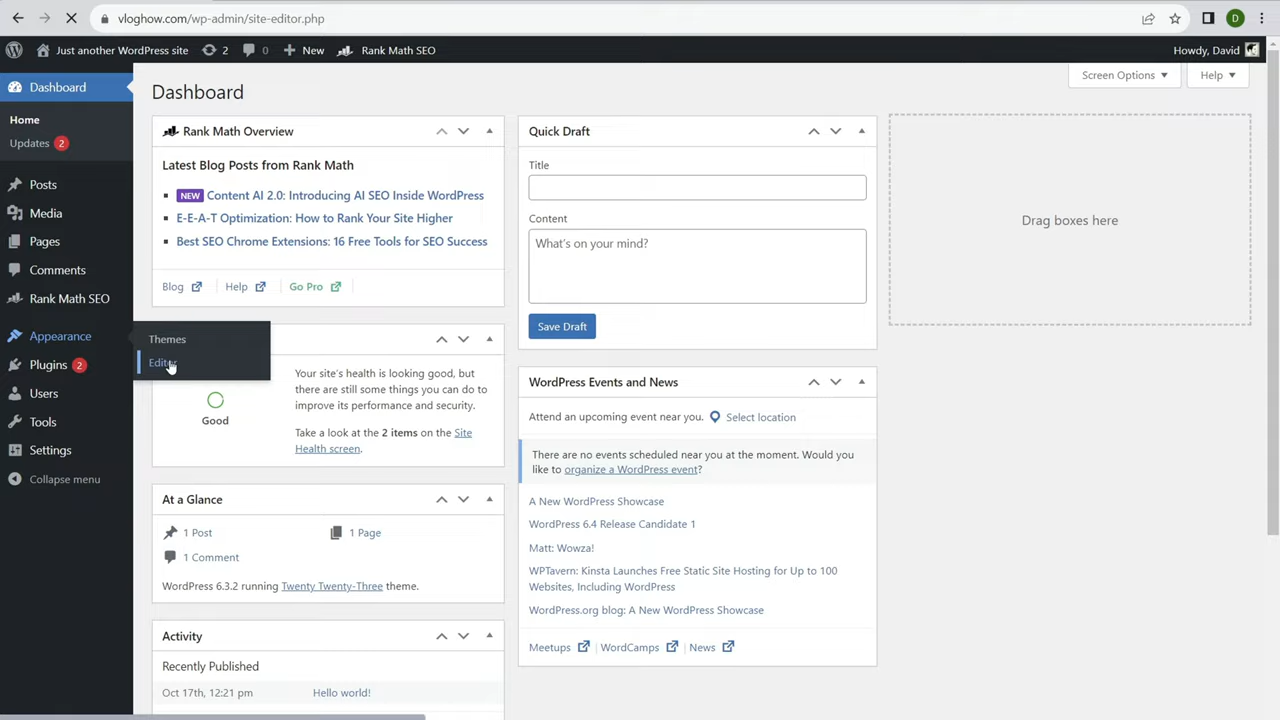 vloghow.com/wp-admin/site-editor.php
D
Just another WordPress site 2 0 New Rank Math SEO Howdy, David
Screen Options Help
Dashboard
Home
Updates 2
Posts
Media
Pages
Comments
Rank Math SEO
Appearance
Plugins 2
Users
Tools
Settings
Collapse menu
Themes
Editor
Dashboard
Rank Math Overview
Latest Blog Posts from Rank Math
NEW Content AI 2.0: Introducing AI SEO Inside WordPress
E-E-A-T Optimization: How to Rank Your Site Higher
Best SEO Chrome Extensions: 16 Free Tools for SEO Success
Blog Help Go Pro
Good
Your site's health is looking good, but
there are still some things you can do to
improve its performance and security.
Take a look at the 2 items on the Site
Health screen.
At a Glance
1 Post 1 Page
1 Comment
WordPress 6.3.2 running Twenty Twenty-Three theme.
Activity
Recently Published
Oct 17th, 12:21 pm Hello world!
Quick Draft
Title
Content
What's on your mind?
Save Draft
WordPress Events and News
Attend an upcoming event near you. Select location
There are no events scheduled near you at the moment. Would you
like to organize a WordPress event?
A New WordPress Showcase
WordPress 6.4 Release Candidate 1
Matt: Wowza!
WPTavern: Kinsta Launches Free Static Site Hosting for Up to 100
Websites, Including WordPress
WordPress.org blog: A New WordPress Showcase
Meetups WordCamps News
Drag boxes here